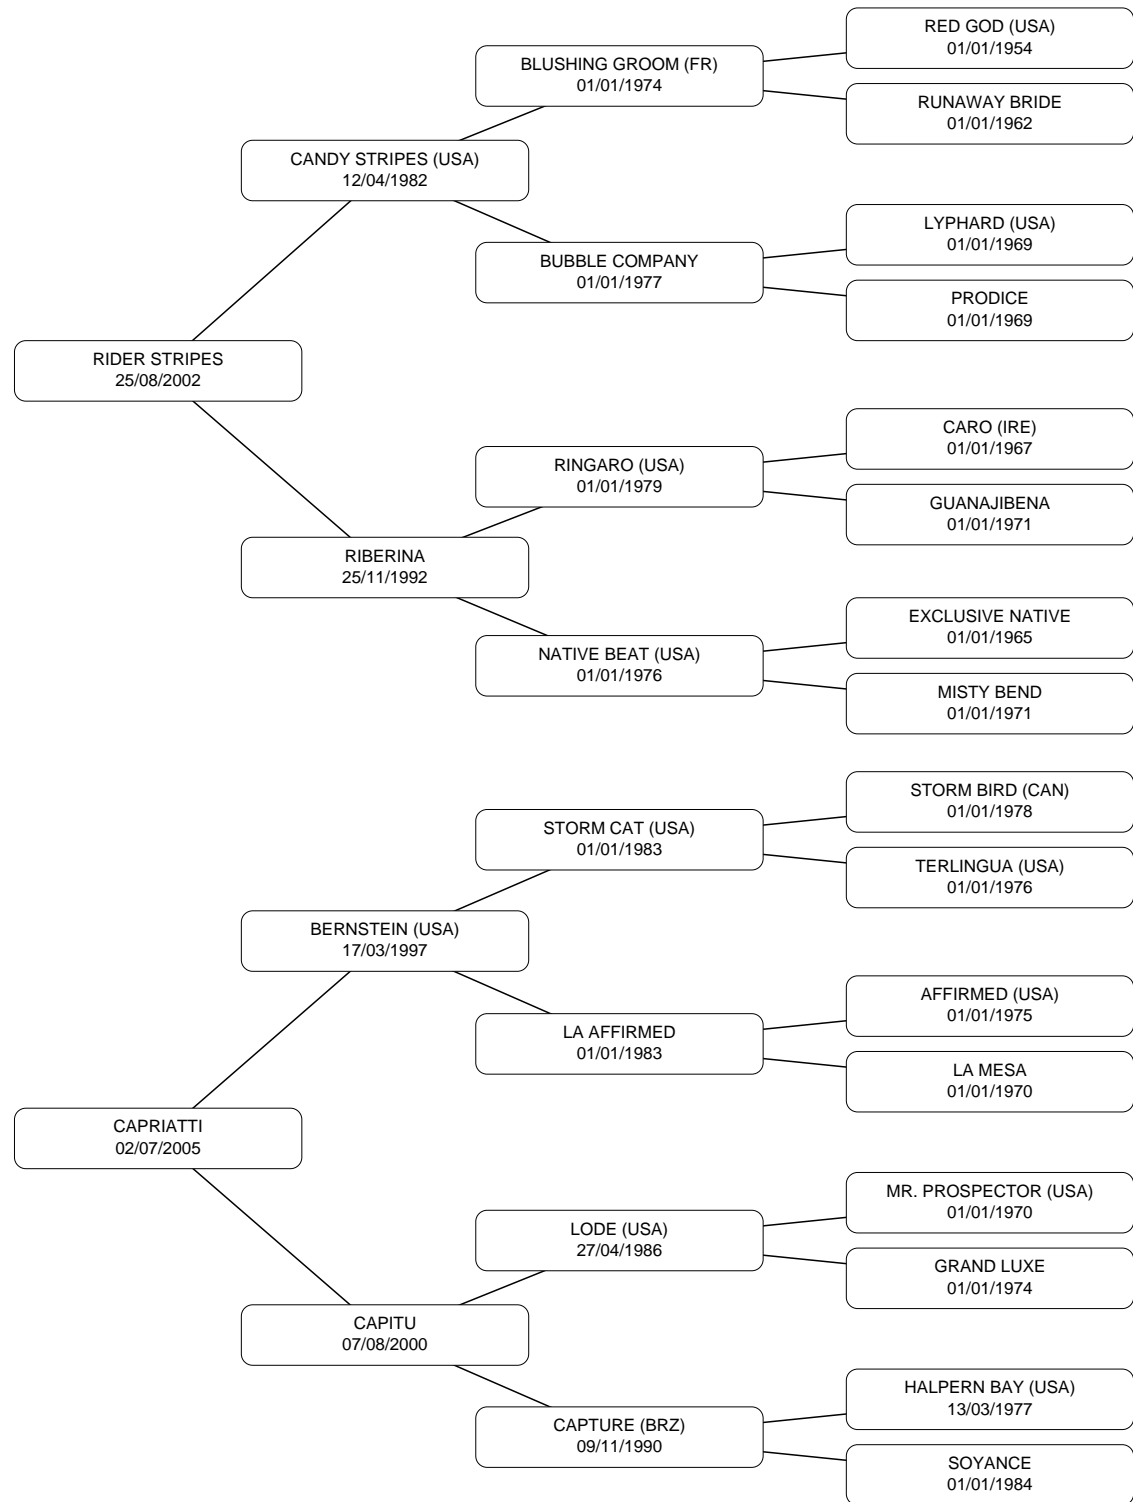 RED GOD (USA)
01/01/1954
BLUSHING GROOM (FR)
01/01/1974
RUNAWAY BRIDE
01/01/1962
CANDY STRIPES (USA)
12/04/1982
LYPHARD (USA)
01/01/1969
BUBBLE COMPANY
01/01/1977
PRODICE
01/01/1969
RIDER STRIPES
25/08/2002
CARO (IRE)
01/01/1967
RINGARO (USA)
01/01/1979
GUANAJIBENA
01/01/1971
RIBERINA
25/11/1992
EXCLUSIVE NATIVE
01/01/1965
NATIVE BEAT (USA)
01/01/1976
MISTY BEND
01/01/1971
STORM BIRD (CAN)
01/01/1978
STORM CAT (USA)
01/01/1983
TERLINGUA (USA)
01/01/1976
BERNSTEIN (USA)
17/03/1997
AFFIRMED (USA)
01/01/1975
LA AFFIRMED
01/01/1983
LA MESA
01/01/1970
CAPRIATTI
02/07/2005
MR. PROSPECTOR (USA)
01/01/1970
LODE (USA)
27/04/1986
GRAND LUXE
01/01/1974
CAPITU
07/08/2000
HALPERN BAY (USA)
13/03/1977
CAPTURE (BRZ)
09/11/1990
SOYANCE
01/01/1984